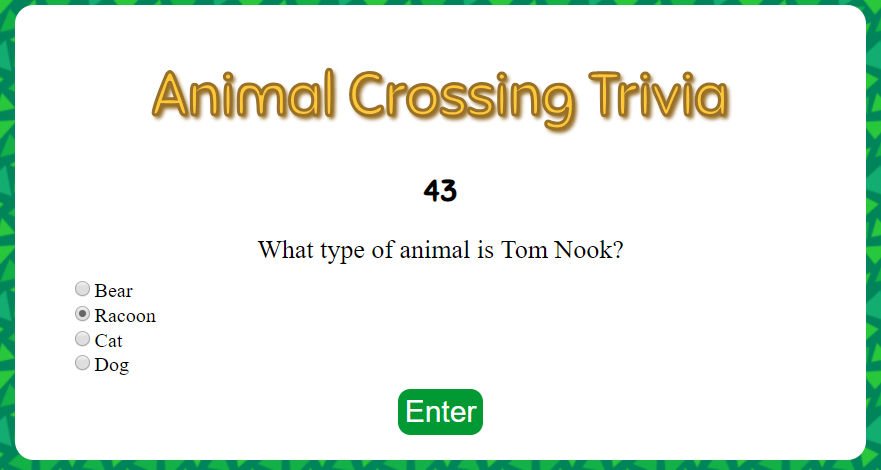 Animal Crossing Trivia
43
What type of animal is Tom Nook?
Bear
Racoon
Cat
Dog
Enter